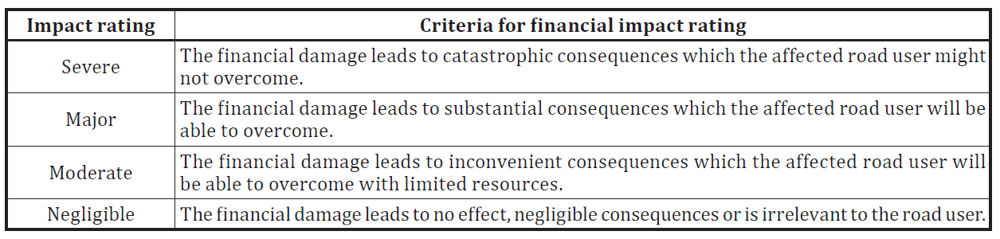 Impact rating Criteria for financial impact rating
Severe
The financial damage leads to catastrophic consequences which the affected road user might
not overcome.
Major
The financial damage leads to substantial consequences which the affected road user will be
able to overcome.
Moderate
The financial damage leads to inconvenient consequences which the affected road user will
be able to overcome with limited resources.
Negligible The financial damage leads to no effect, negligible consequences or is irrelevant to the road user.